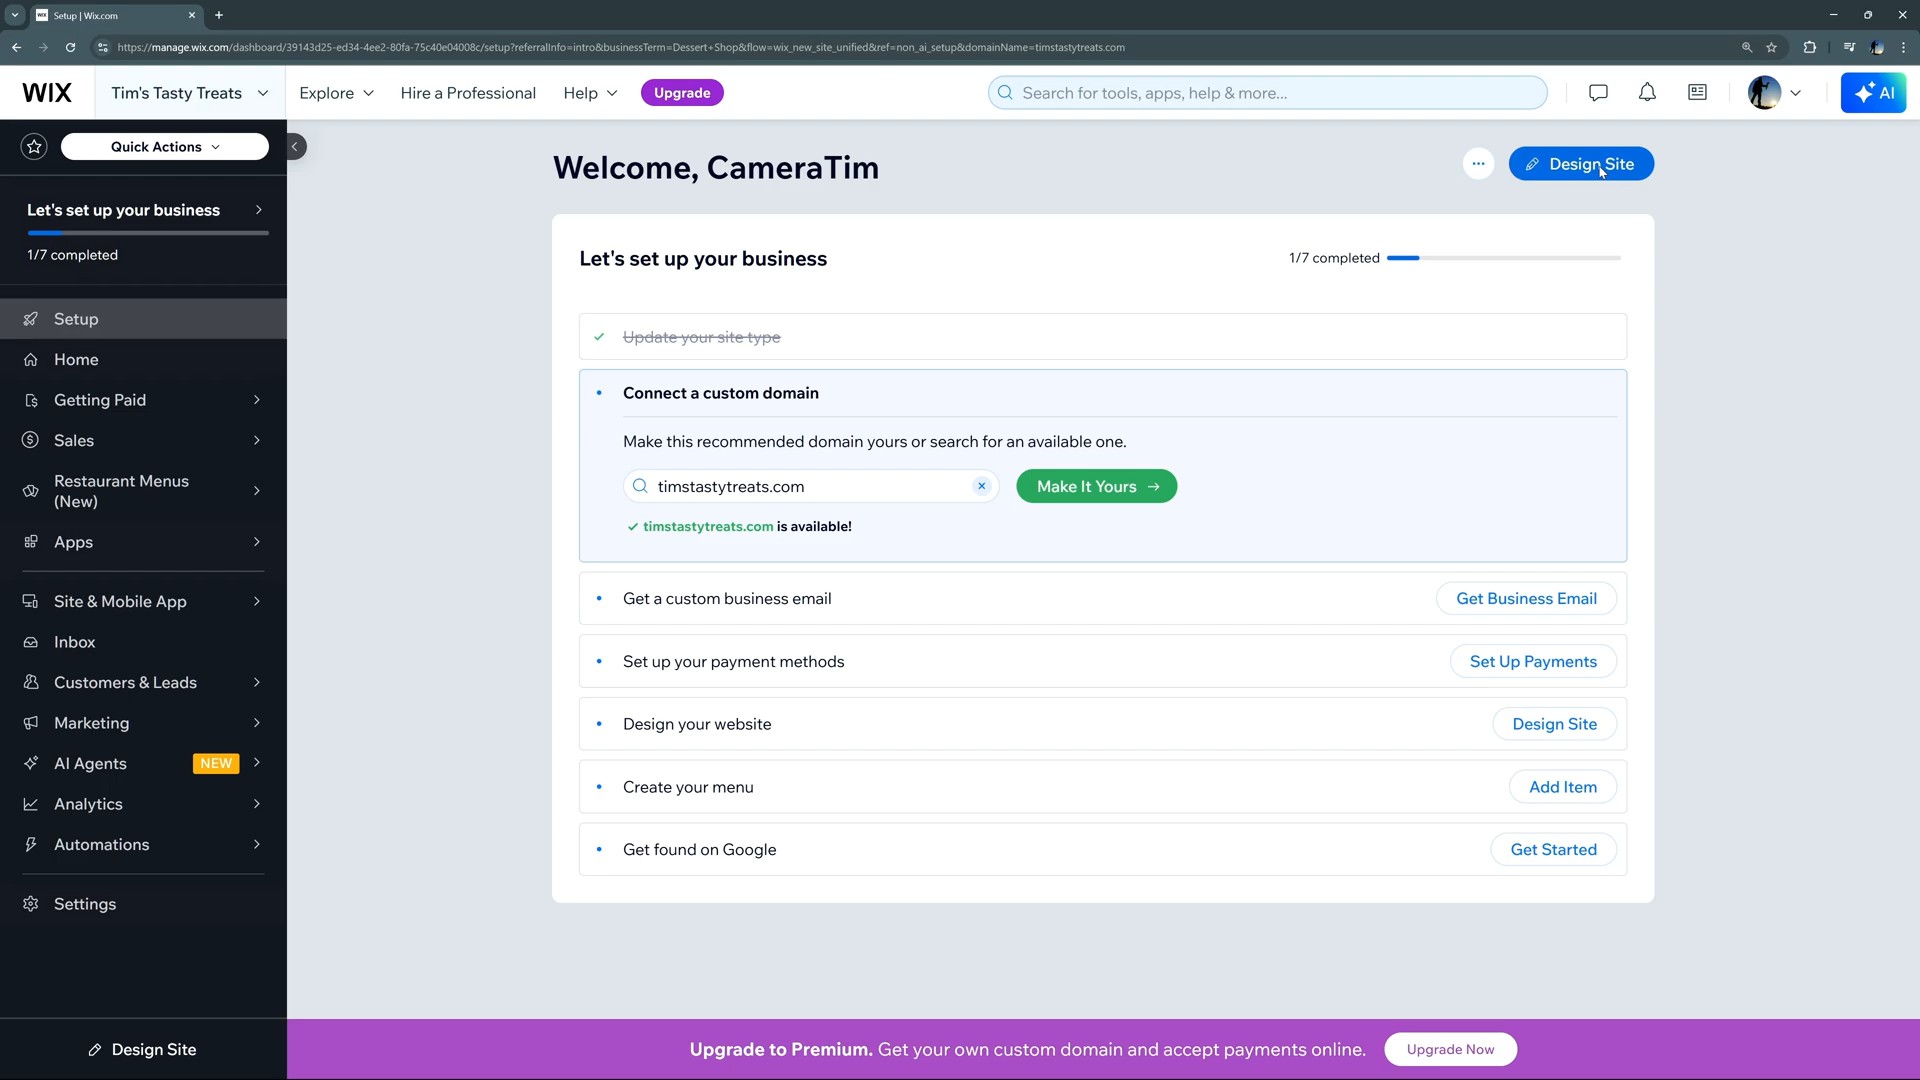 WIX Setup | Wix.com
https://manage.wix.com/dashboard/39143d25-ed34-4ee2-80fa-75c40e04008c/setup?referralInfo=intro&businessTerm=Dessert+Shop&flow=wix_new_site_unified&ref=non_ai_setup&domainName=timstastytreats.com
WIX Tim's Tasty Treats Explore Hire a Professional Help Upgrade Search for tools, apps, help & more... AI
Quick Actions
Let's set up your business
1/7 completed
Setup
Home
Getting Paid
Sales
Restaurant Menus
(New)
Apps
Site & Mobile App
Inbox
Customers & Leads
Marketing
AI Agents NEW
Analytics
Automations
Settings
Design Site
Welcome, CameraTim
Design Site
Let's set up your business
1/7 completed
Update your site type
Connect a custom domain
Make this recommended domain yours or search for an available one.
timstastytreats.com Make It Yours
timstastytreats.com is available!
Get a custom business email Get Business Email
Set up your payment methods Set Up Payments
Design your website Design Site
Create your menu Add Item
Get found on Google Get Started
Upgrade to Premium. Get your own custom domain and accept payments online. Upgrade Now